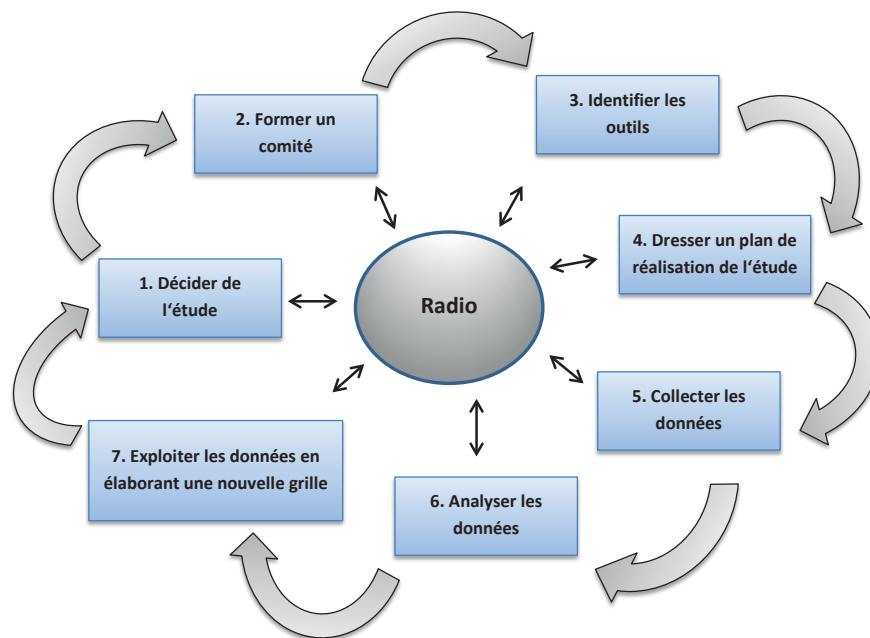 1. Décider de
l‘étude
2. Former un
comité
3. Identifier les
outils
4. Dresser un plan de
réalisation de l‘étude
5. Collecter les
données
6. Analyser les
données
7. Exploiter les données en
élaborant une nouvelle grille
Radio